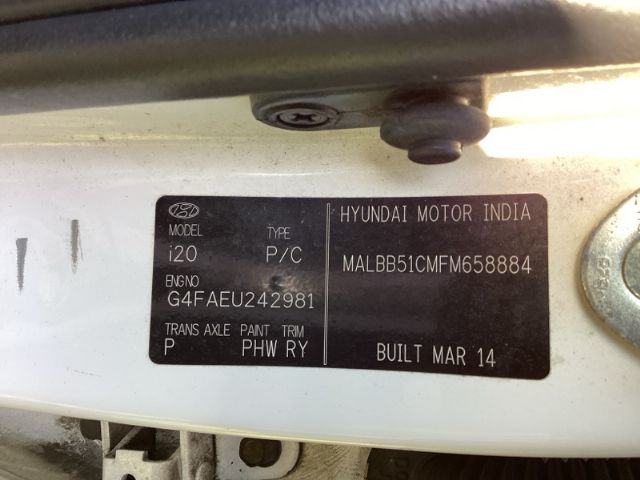 MODEL TYPE
i20 P/C
ENG NO
G4FAEU242981
TRANS AXLE PAINT TRIM
P PHW RY
HYUNDAI MOTOR INDIA
MALBB51CMFM658884
BUILT MAR 14